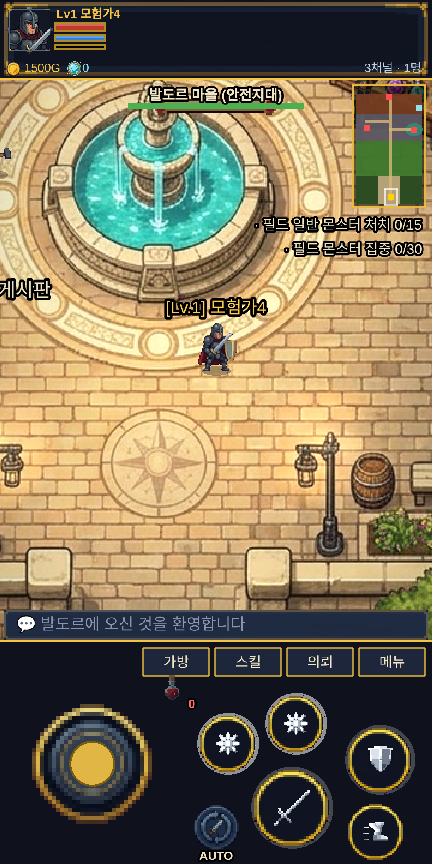 Lv1 모험가4
1500G 0
3채널 · 1명
발도르 마을 (안전지대)
· 필드 일반 몬스터 처치 0/15
· 필드 몬스터 집중 0/30
게시판
[Lv.1] 모험가4
발도르에 오신 것을 환영합니다
가방 스킬 의뢰 메뉴
0
AUTO